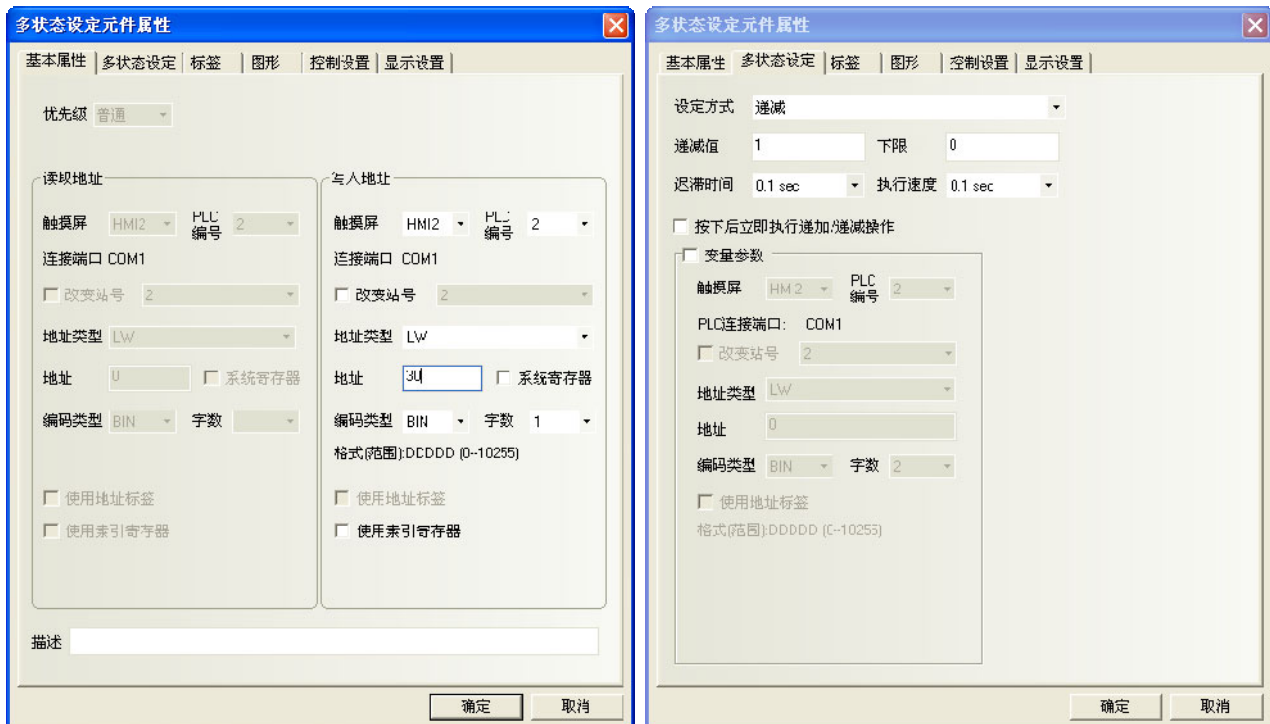 多状态设定元件属性
基本属性 多状态设定 标签 图形 控制设置 显示设置
优先级 普通
读取地址
触摸屏 HMI2 PLC编号 2
连接端口 COM1
改变站号 2
地址类型 LW
地址 0 系统寄存器
编码类型 BIN 字数
使用地址标签
使用索引寄存器
写入地址
触摸屏 HMI2 PLC编号 2
连接端口 COM1
改变站号 2
地址类型 LW
地址 30 系统寄存器
编码类型 BIN 字数 1
格式(范围):DDDDD (0--10255)
使用地址标签
使用索引寄存器
描述
确定 取消
多状态设定元件属性
基本属性 多状态设定 标签 图形 控制设置 显示设置
设定方式 递减
递减值 1 下限 0
迟滞时间 0.1 sec 执行速度 0.1 sec
按下后立即执行递加/递减操作
变量参数
触摸屏 HMI2 PLC编号 2
PLC连接端口: COM1
改变站号 2
地址类型 LW
地址 0
编码类型 BIN 字数 2
使用地址标签
格式(范围):DDDDD (0--10255)
确定 取消